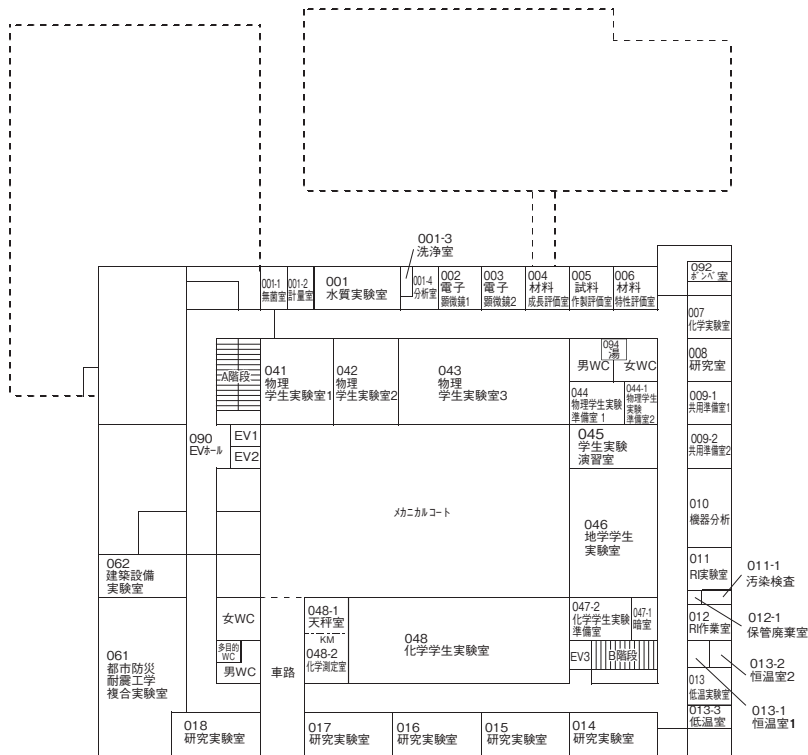 001-3
洗浄室
001-1
無菌室
001-2
計量室
001
水質実験室
001-4
分析室
002
電子
顕微鏡1
003
電子
顕微鏡2
004
材料
成長評価室
005
試料
作製評価室
006
材料
特性評価室
092
ボンベ室
007
化学実験室
008
研究室
009-1
共用準備室1
009-2
共用準備室2
010
機器分析
011
RI実験室
011-1
汚染検査
012
RI作業室
012-1
保管廃棄室
013-2
恒温室2
013
低温実験室
013-3
低温室
013-1
恒温室1
A階段
041
物理
学生実験室1
042
物理
学生実験室2
043
物理
学生実験室3
094
湯
男WC
女WC
044
物理学生実験
準備室 1
044-1
物理学生
実験
準備室2
045
学生実験
演習室
090
EVホール
EV1
EV2
メカニカルコート
046
地学学生
実験室
062
建築設備
実験室
061
都市防災
耐震工学
複合実験室
女WC
多目的
WC
男WC
車路
048-1
天秤室
KM
048-2
化学測定室
048
化学学生実験室
047-2
化学学生実験
準備室
047-1
暗室
EV3
B階段
018
研究実験室
017
研究実験室
016
研究実験室
015
研究実験室
014
研究実験室